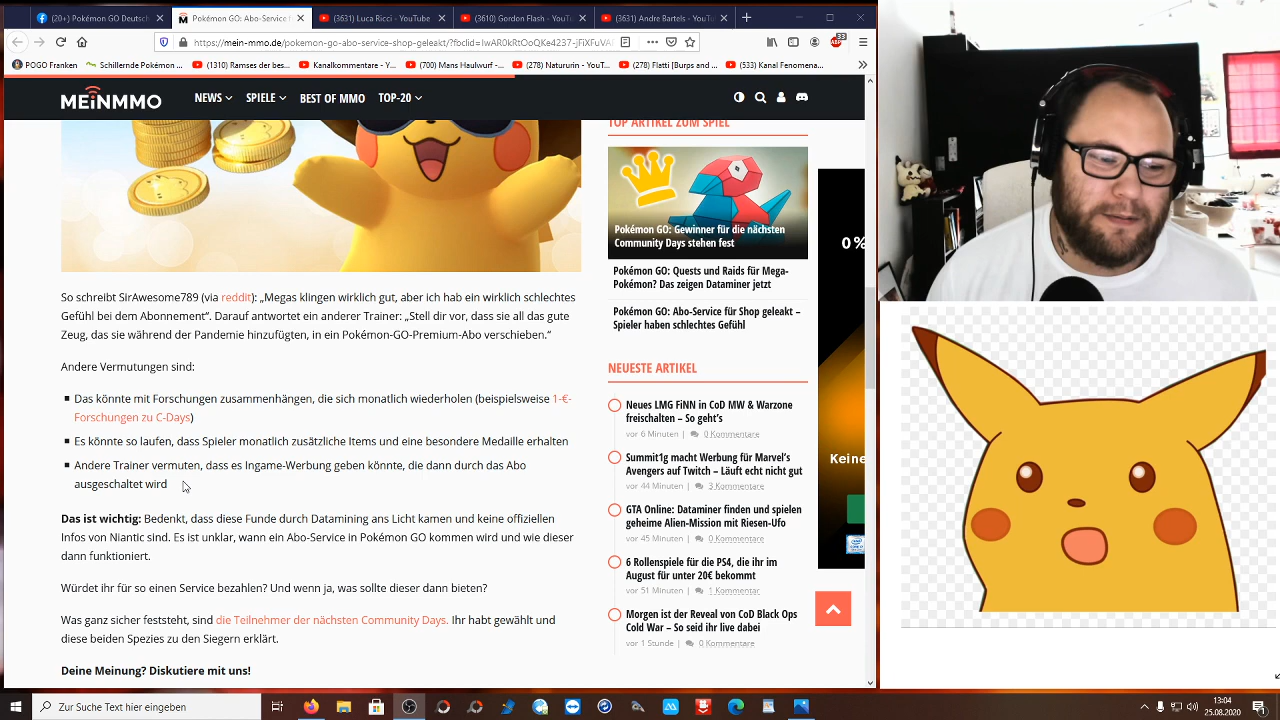 (20+) Pokémon GO Deutsch
Pokémon GO: Abo-Service f
(3631) Luca Ricci - YouTube
(3610) Gordon Flash - YouTu
(3631) Andre Bartels - YouTu
https://mein-mmo.de/pokemon-go-abo-service-shop-geleakt/?fbclid=IwAR0kRtOoQKe4237-jFiXFuVAI
33
ABP
POGO Franken
Schillernde Pokémon ...
(1310) Ramses der bes...
Kanalkommentare - Y...
(700) Mans Haulwurf -...
(278) Natururin - YouT...
(278) Flatti [Burps and ...
(533) Kanal Fenomena...
MEINMMO
NEWS
SPIELE
BEST OF MMO
TOP-20
So schreibt SirAwesome789 (via reddit): „Megas klingen wirklich gut, aber ich hab ein wirklich schlechtes
Gefühl bei dem Abonnement“. Darauf antwortet ein anderer Trainer: „Stell dir vor, dass sie all das gute
Zeug, das sie während der Pandemie hinzufügten, in ein Pokémon-GO-Premium-Abo verschieben.“
Andere Vermutungen sind:
Das könnte mit Forschungen zusammenhängen, die sich monatlich wiederholen (beispielsweise 1-€-
Forschungen zu C-Days)
Es könnte so laufen, dass Spieler monatlich zusätzliche Items und eine besondere Medaille erhalten
Andere Trainer vermuten, dass es Ingame-Werbung geben könnte, die dann durch das Abo
ausgeschaltet wird
Das ist wichtig: Bedenkt, dass diese Funde durch Datamining ans Licht kamen und keine offiziellen
Infos von Niantic sind. Es ist unklar, wann ein Abo-Service in Pokémon GO kommen wird und wie dieser
dann funktioniert.
Würdet ihr für so einen Service bezahlen? Und wenn ja, was sollte dieser dann bieten?
Was ganz sicher feststeht, sind die Teilnehmer der nächsten Community Days. Ihr habt gewählt und
diese beiden Spezies zu den Siegern erklärt.
Deine Meinung? Diskutiere mit uns!
TOP ARTIKEL ZUM SPIEL
Pokémon GO: Gewinner für die nächsten
Community Days stehen fest
Pokémon GO: Quests und Raids für Mega-
Pokémon? Das zeigen Dataminer jetzt
Pokémon GO: Abo-Service für Shop geleakt –
Spieler haben schlechtes Gefühl
NEUESTE ARTIKEL
Neues LMG FiNN in CoD MW & Warzone
freischalten – So geht’s
vor 6 Minuten | 0 Kommentare
Summit1g macht Werbung für Marvel’s
Avengers auf Twitch – Läuft echt nicht gut
vor 44 Minuten | 3 Kommentare
GTA Online: Dataminer finden und spielen
geheime Alien-Mission mit Riesen-Ufo
vor 45 Minuten | 0 Kommentare
6 Rollenspiele für die PS4, die ihr im
August für unter 20€ bekommt
vor 51 Minuten | 1 Kommentar
Morgen ist der Reveal von CoD Black Ops
Cold War – So seid ihr live dabei
vor 1 Stunde | 0 Kommentare
0%
Keine
Zur Suche Text hier eingeben
13:04
25.08.2020